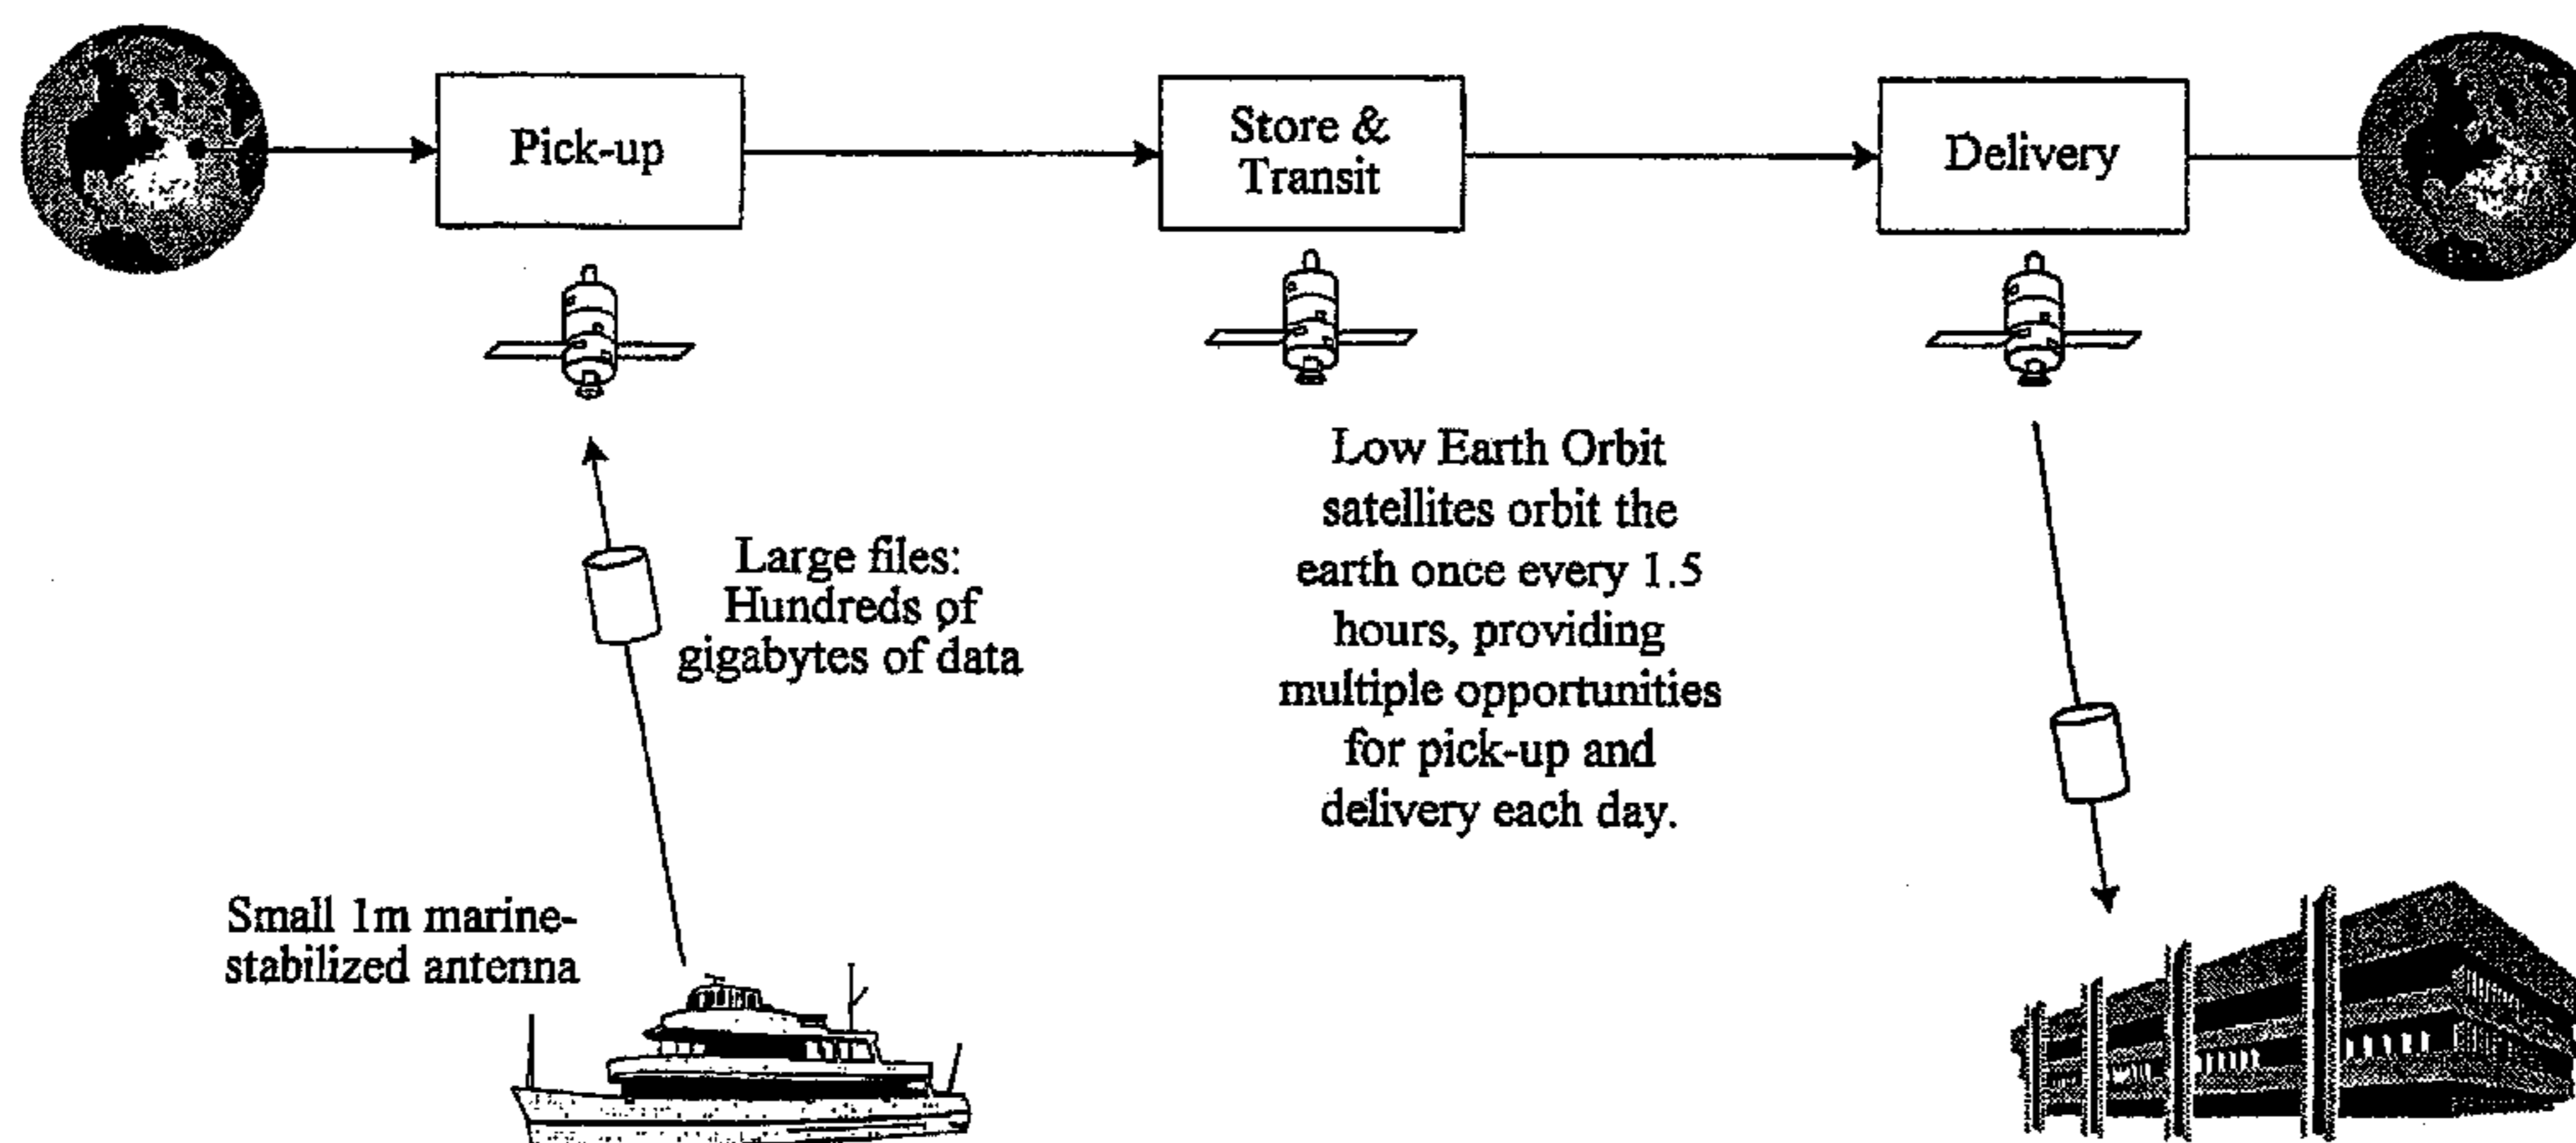 Pick-up
Store &
Transit
Delivery
Large files:
Hundreds of
gigabytes of data
Low Earth Orbit
satellites orbit the
earth once every 1.5
hours, providing
multiple opportunities
for pick-up and
delivery each day.
Small 1m marine-
stabilized antenna